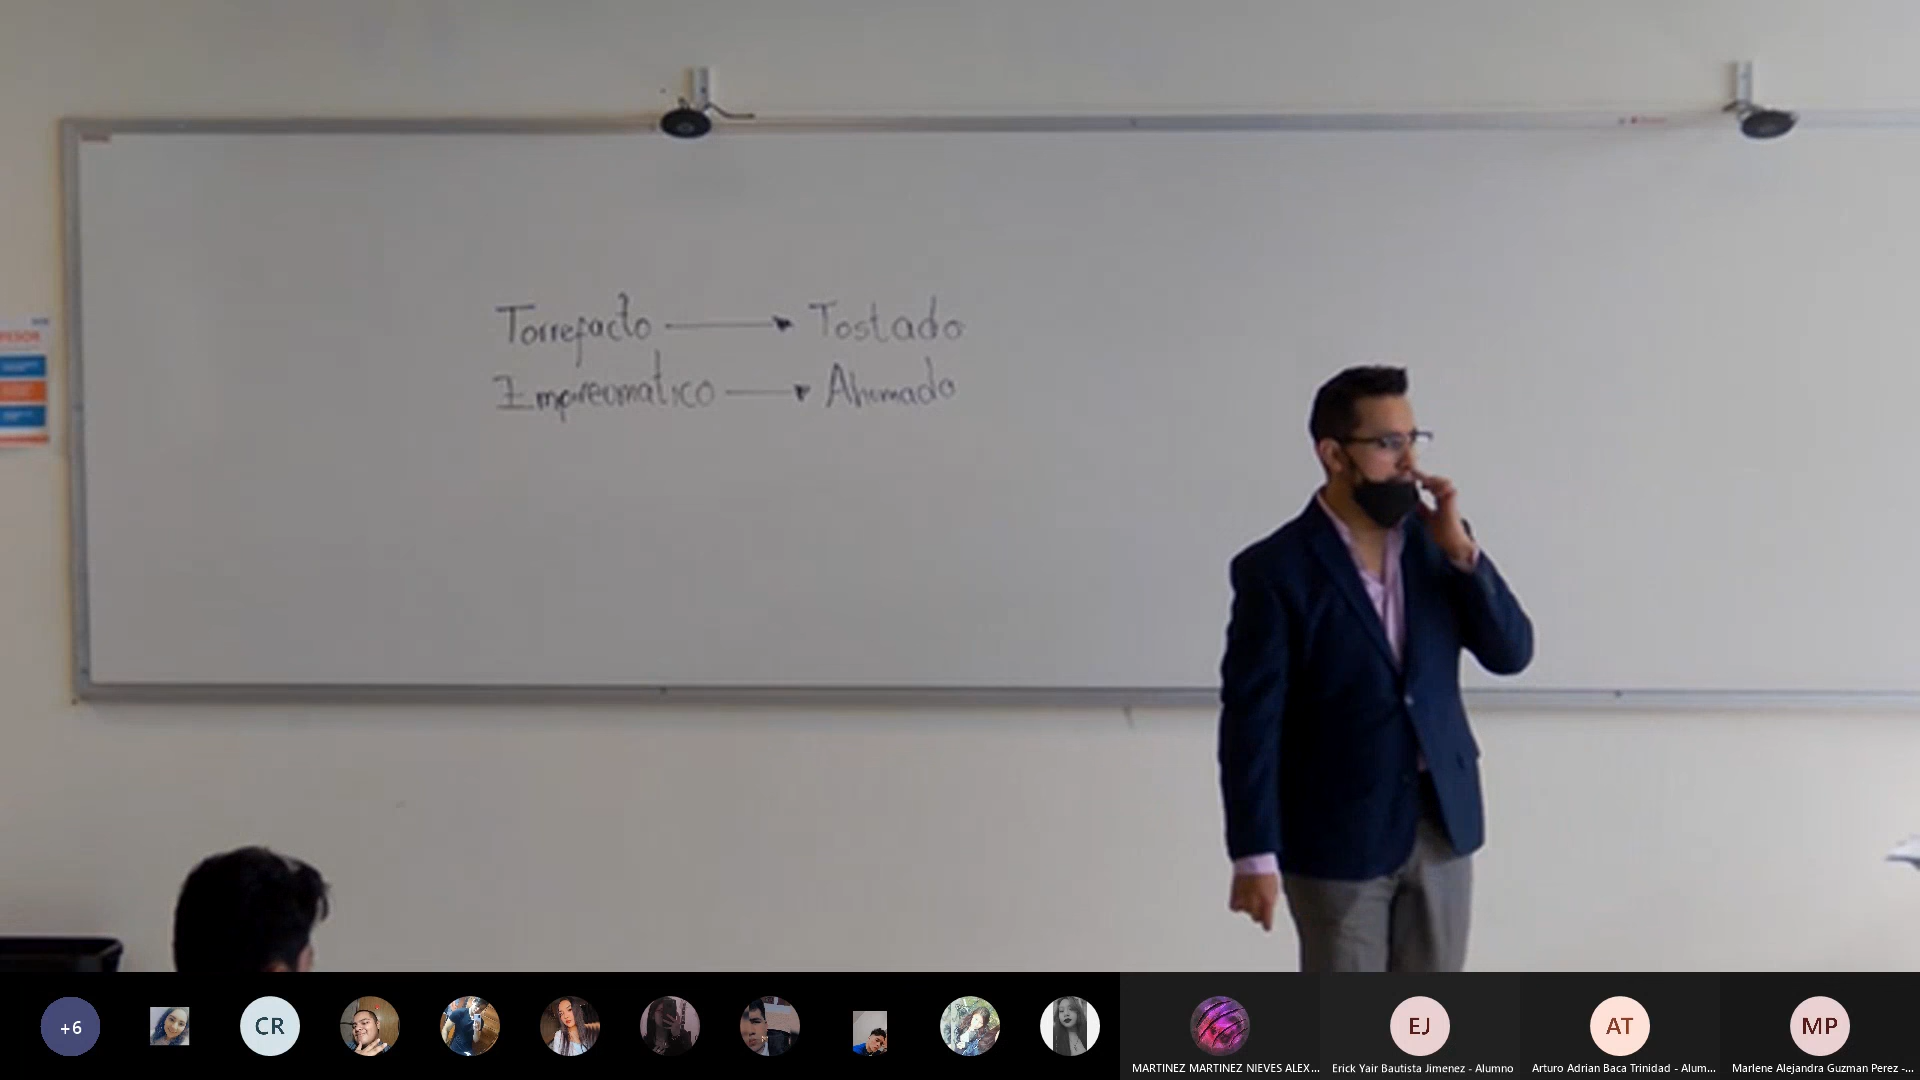 Torrefacto → Tostado
Empireomatico → Ahumado
+6
CR
EJ
AT
MP
MARTINEZ MARTINEZ NIEVES ALEX...
Erick Yair Bautista Jimenez - Alumno
Arturo Adrian Baca Trinidad - Alum...
Marlene Alejandra Guzman Perez -...